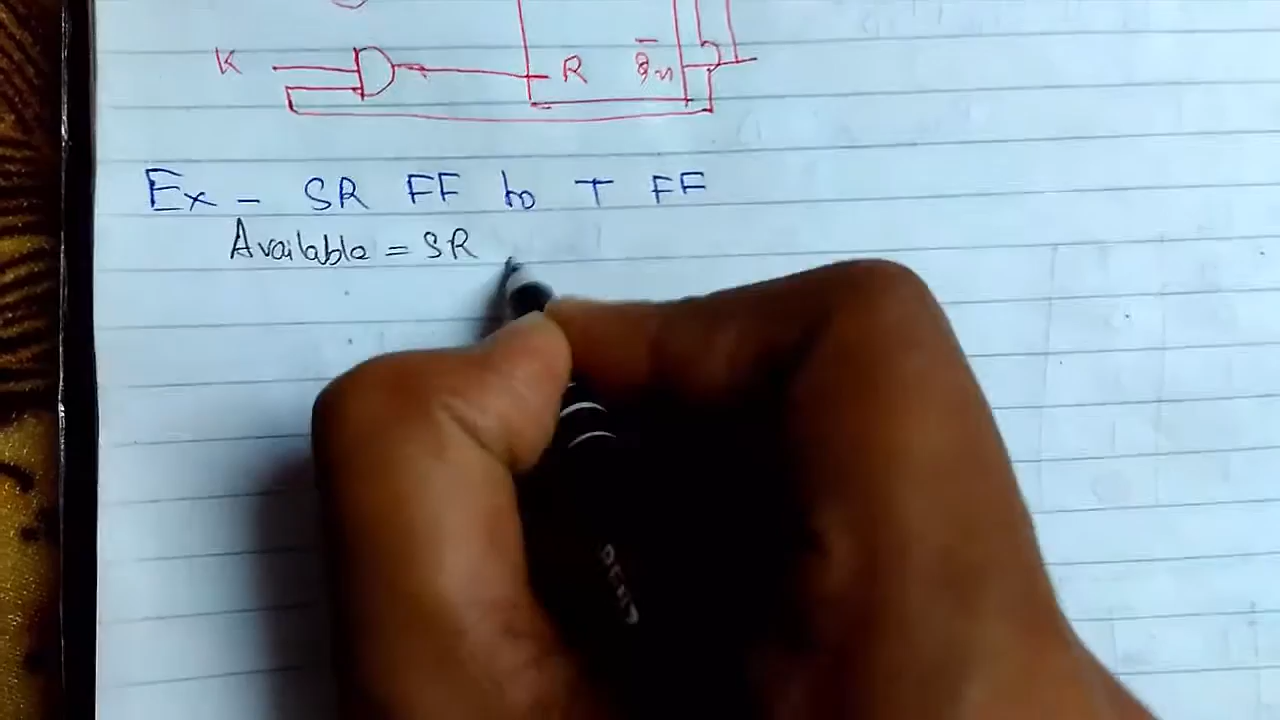 K R Q̅n
Ex - SR FF to T FF
Available = SR